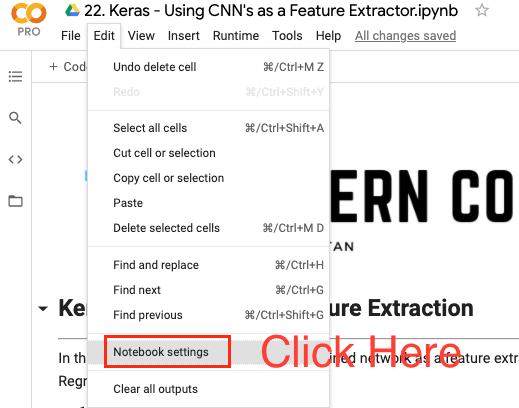 CO 22. Keras - Using CNN's as a Feature Extractor.ipynb
PRO File Edit View Insert Runtime Tools Help All changes saved
+ Cod
Undo delete cell ⌘/Ctrl+M Z
Redo ⌘/Ctrl+Shift+Y
Select all cells ⌘/Ctrl+Shift+A
Cut cell or selection
Copy cell or selection
ERN CO
Paste
Delete selected cells ⌘/Ctrl+M D
TAN
Find and replace ⌘/Ctrl+H
Find next ⌘/Ctrl+G
Find previous ⌘/Ctrl+Shift+G
Ke ture Extraction
Notebook settings
Click Here
In th ined network as a feature extra
Regr
Clear all outputs